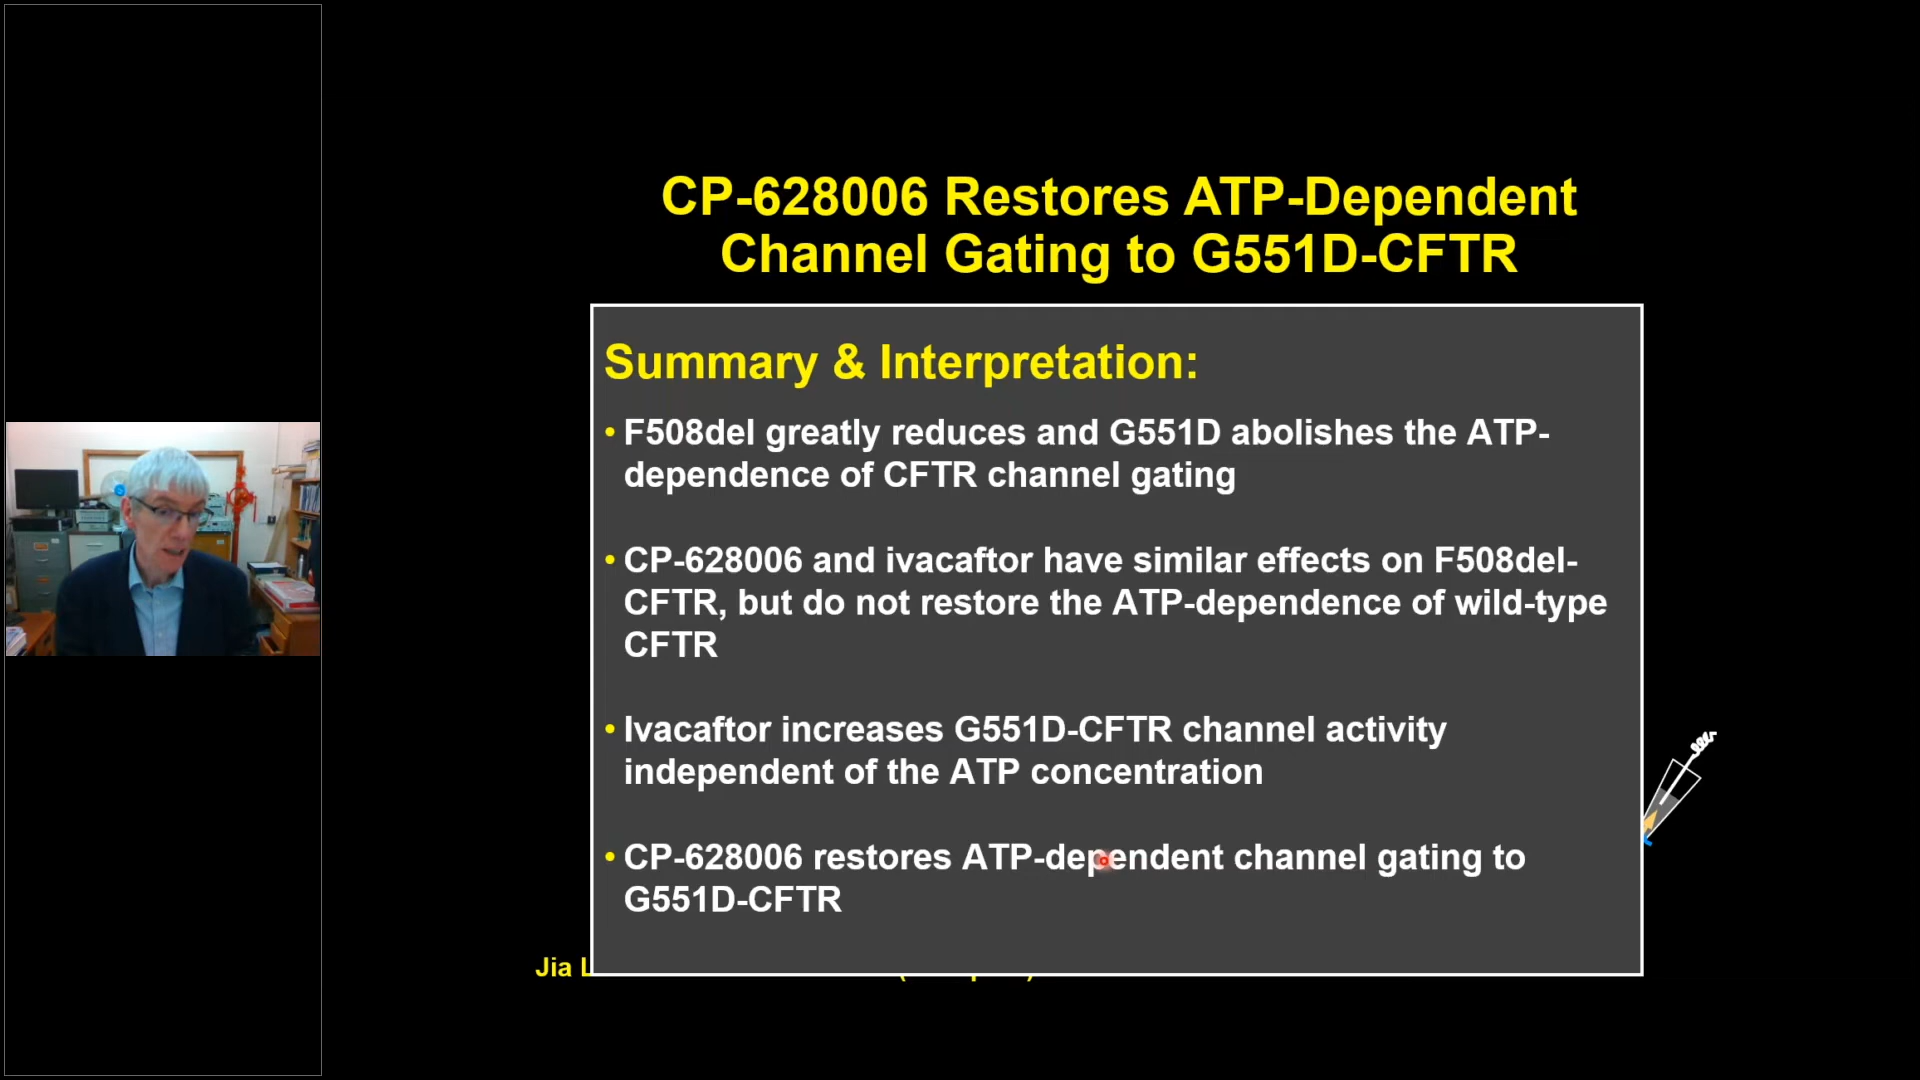 CP-628006 Restores ATP-Dependent
Channel Gating to G551D-CFTR
Summary & Interpretation:
• F508del greatly reduces and G551D abolishes the ATP-
dependence of CFTR channel gating
• CP-628006 and ivacaftor have similar effects on F508del-
CFTR, but do not restore the ATP-dependence of wild-type
CFTR
• Ivacaftor increases G551D-CFTR channel activity
independent of the ATP concentration
• CP-628006 restores ATP-dependent channel gating to
G551D-CFTR
Jia